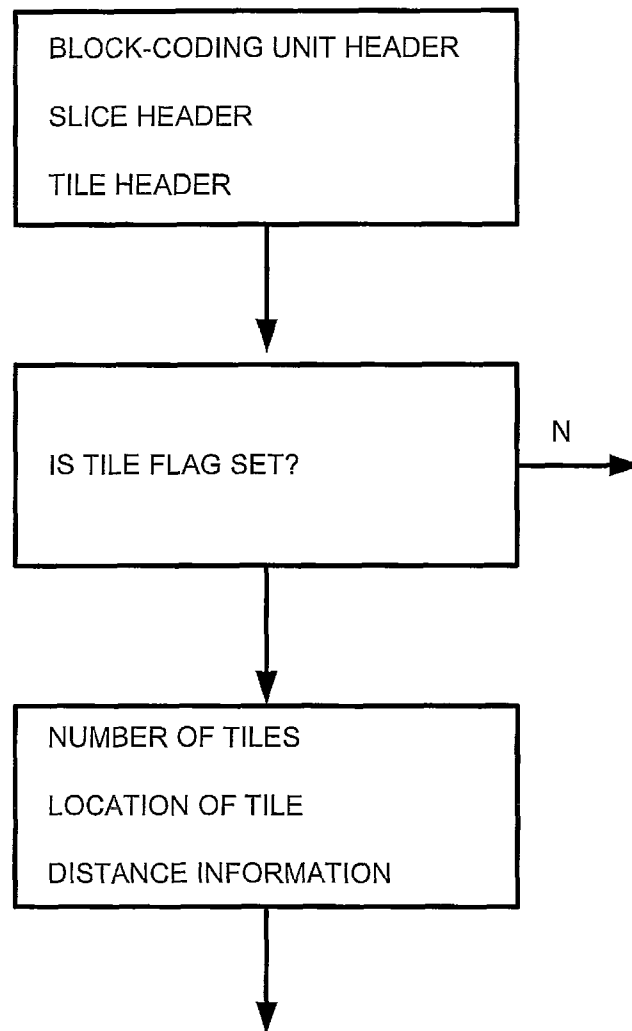 BLOCK-CODING UNIT HEADER
SLICE HEADER
TILE HEADER
IS TILE FLAG SET?
N
NUMBER OF TILES
LOCATION OF TILE
DISTANCE INFORMATION